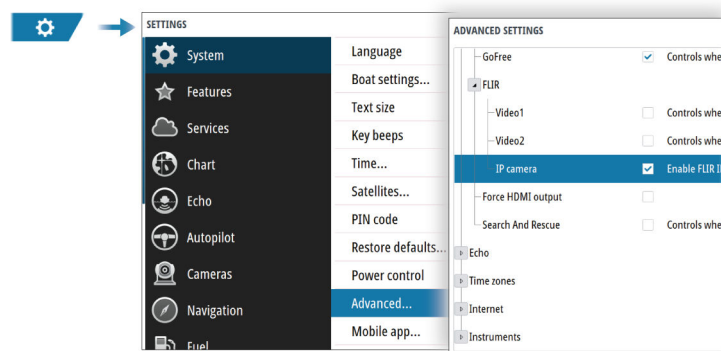 SETTINGS
System
Features
Services
Chart
Echo
Autopilot
Cameras
Navigation
Fuel
Language
Boat settings...
Text size
Key beeps
Time...
Satellites...
PIN code
Restore defaults...
Power control
Advanced...
Mobile app...
ADVANCED SETTINGS
GoFree Controls whe
FLIR
Video1 Controls whe
Video2 Controls whe
IP camera Enable FLIR I
Force HDMI output
Search And Rescue Controls whe
Echo
Time zones
Internet
Instruments